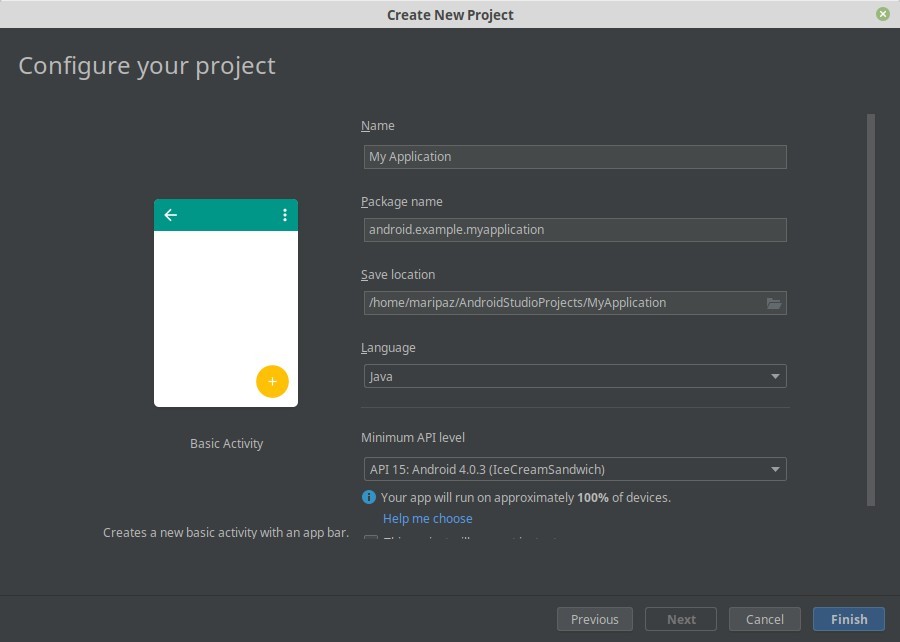 Create New Project
Configure your project
Name
My Application
Package name
android.example.myapplication
Save location
/home/maripaz/AndroidStudioProjects/MyApplication
Language
Java
Basic Activity
Minimum API level
API 15: Android 4.0.3 (IceCreamSandwich)
Your app will run on approximately 100% of devices.
Help me choose
Creates a new basic activity with an app bar.
Previous
Next
Cancel
Finish